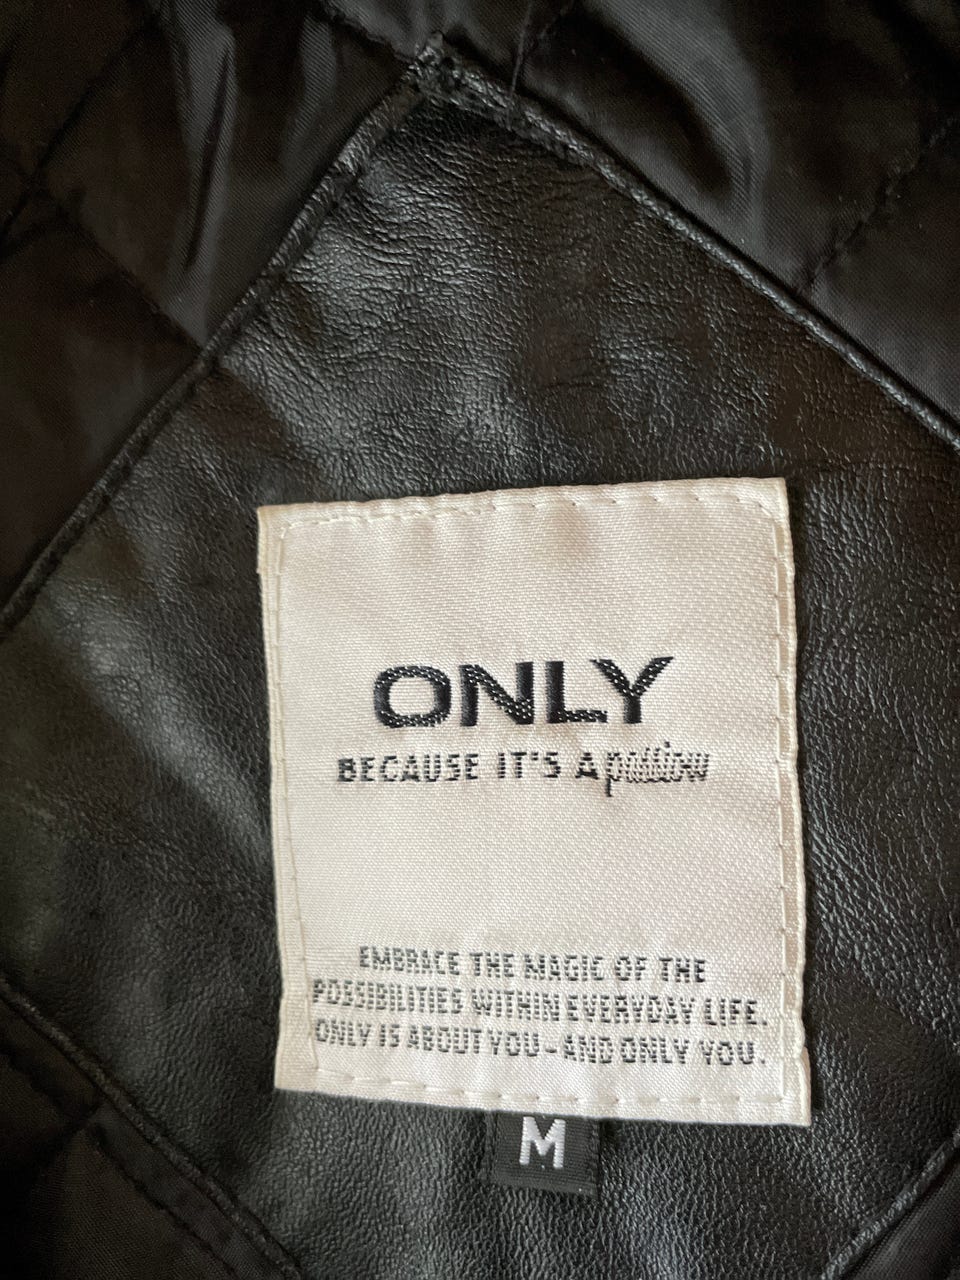 ONLY
BECAUSE IT'S A passion
EMBRACE THE MAGIC OF THE
POSSIBILITIES WITHIN EVERYDAY LIFE.
ONLY IS ABOUT YOU - AND ONLY YOU.
M